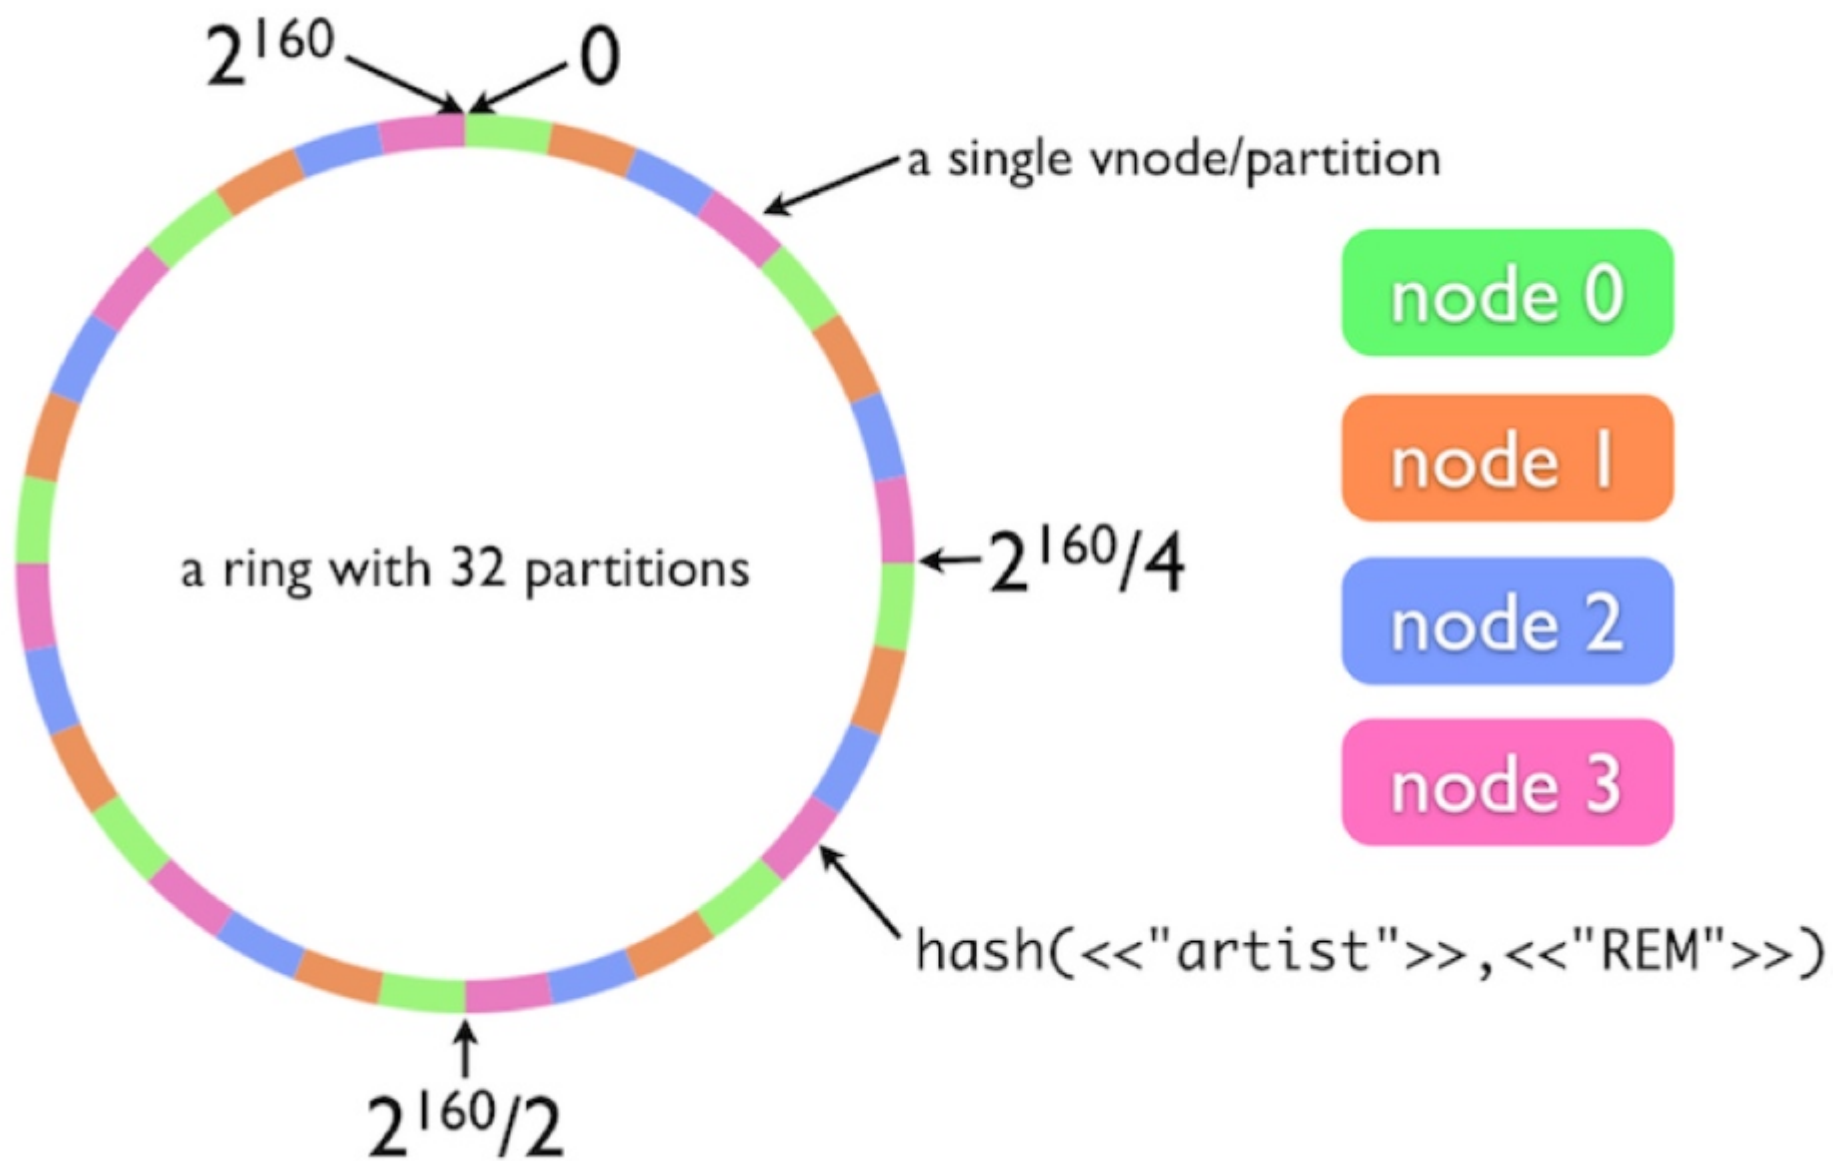 2^160
0
a single vnode/partition
node 0
node 1
node 2
node 3
a ring with 32 partitions
2^160/4
hash(<<"artist">>,<<"REM">>)
2^160/2